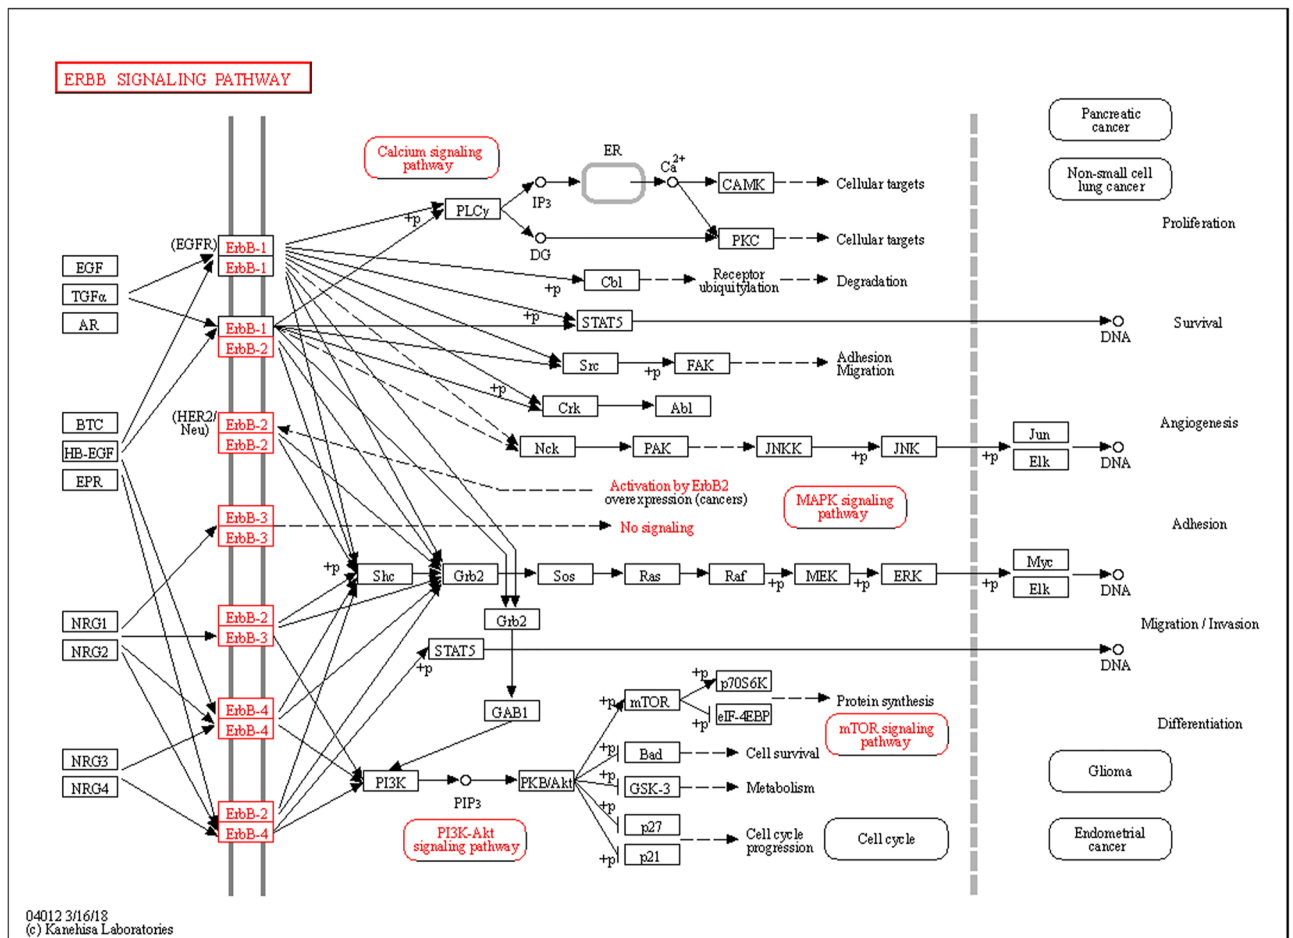 ERBB SIGNALING PATHWAY
Pancreatic
cancer
Calcium signaling
pathway
ER
Ca2+
Non-small cell
lung cancer
IP3
CAMK
Cellular targets
+p
PLCγ
(EGFR)
ErbB-1
ErbB-1
DG
PKC
Cellular targets
Proliferation
EGF
TGFα
AR
+p
Cbl
Receptor
ubiquitylation
Degradation
ErbB-1
ErbB-2
+p
STAT5
DNA
Survival
Src
+p
FAK
Adhesion
Migration
+p
Crk
Abl
BTC
HB-EGF
EPR
(HER2/
Neu)
ErbB-2
ErbB-2
Nck
PAK
JNKK
+p
JNK
+p
Jun
Elk
DNA
Angiogenesis
Activation by ErbB2
overexpression (cancers)
MAPK signaling
pathway
ErbB-3
ErbB-3
No signaling
Adhesion
+p
Shc
Grb2
Sos
Ras
Raf
+p
MEK
+p
ERK
+p
Myc
Elk
DNA
NRG1
NRG2
ErbB-2
ErbB-3
Grb2
Migration / Invasion
STAT5
+p
DNA
ErbB-4
ErbB-4
GAB1
+p
mTOR
+p
p70S6K
+p
eIF-4EBP
Protein synthesis
mTOR signaling
pathway
Differentiation
NRG3
NRG4
PI3K
PIP3
PKB/Akt
+p
Bad
Cell survival
+p
GSK-3
Metabolism
Glioma
ErbB-2
ErbB-4
PI3K-Akt
signaling pathway
+p
p27
+p
p21
Cell cycle
progression
Cell cycle
Endometrial
cancer
04012 3/16/18
(c) Kanehisa Laboratories